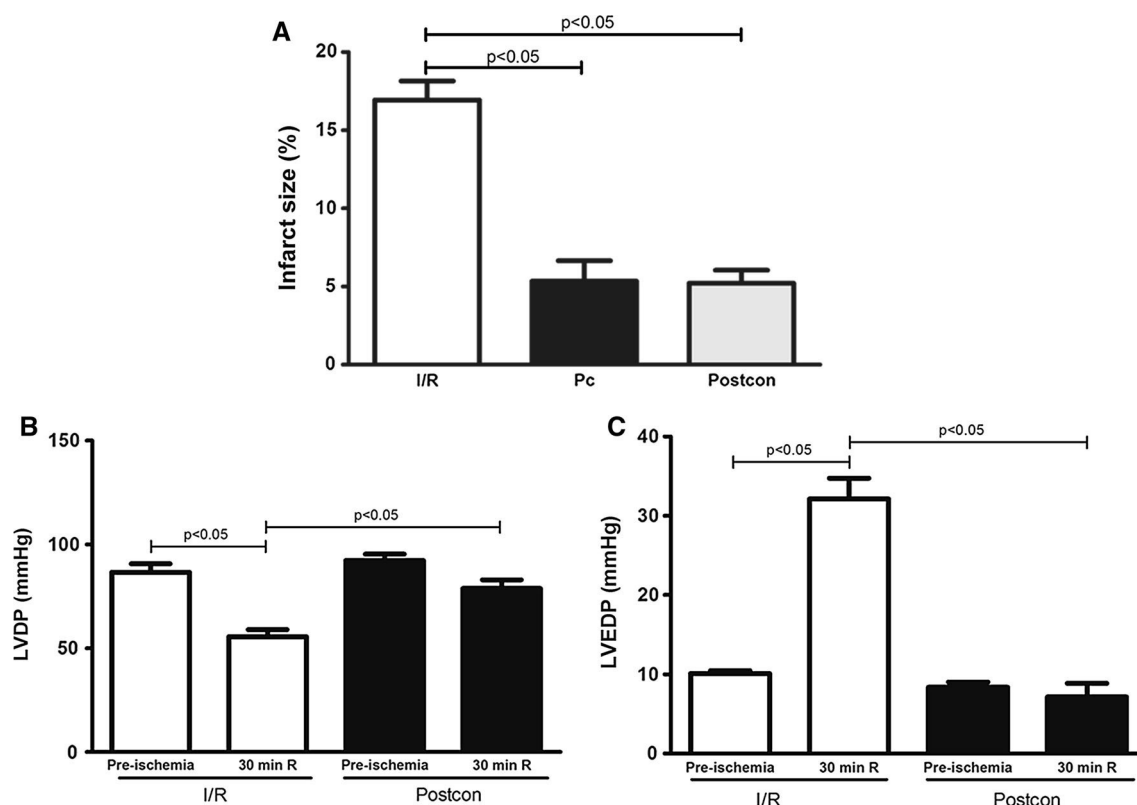 A
p<0.05
p<0.05
Infarct size (%)
20
15
10
5
0
I/R Pc Postcon
B
LVDP (mmHg)
150
100
50
0
p<0.05
p<0.05
Pre-ischemia 30 min R Pre-ischemia 30 min R
I/R Postcon
C
LVEDP (mmHg)
40
30
20
10
0
p<0.05
p<0.05
Pre-ischemia 30 min R Pre-ischemia 30 min R
I/R Postcon